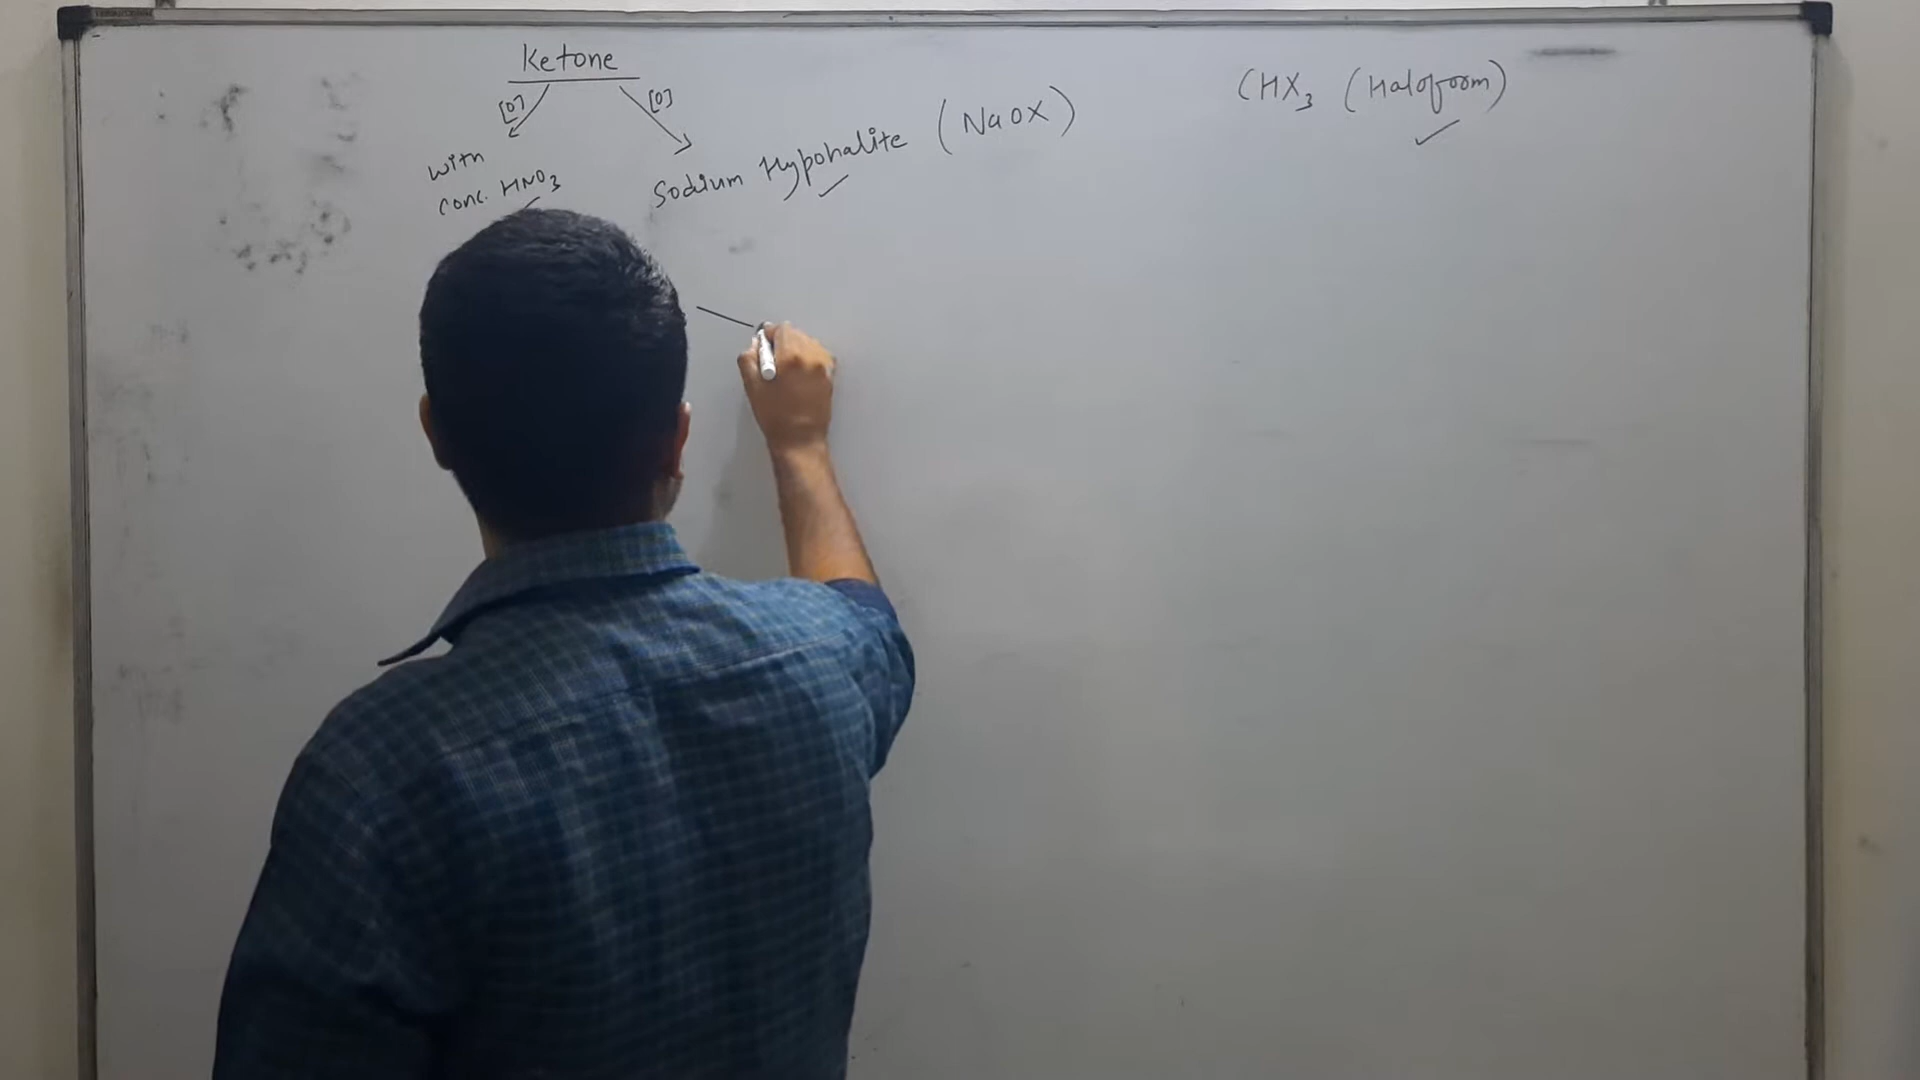 Ketone
[O] [O]
with
conc. HNO3
Sodium Hypohalite (NaOX)
CHX3 (Haloform)